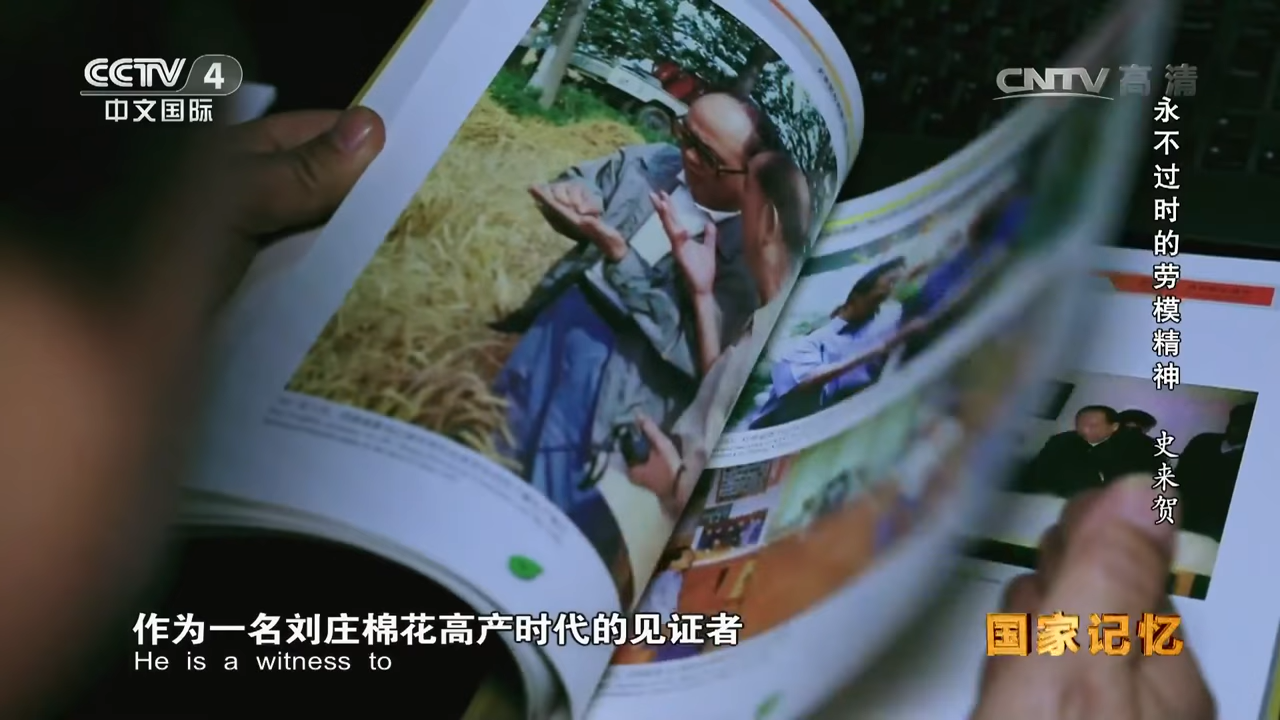 CCTV 4
中文国际
CNTV 高清
永不过时的劳模精神 史来贺
作为一名刘庄棉花高产时代的见证者
He is a witness to
国家记忆